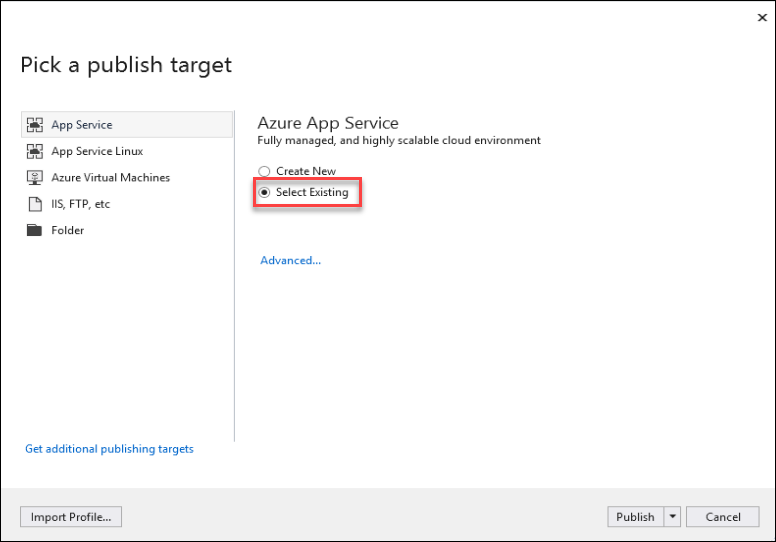 Pick a publish target
App Service
App Service Linux
Azure Virtual Machines
IIS, FTP, etc
Folder
Get additional publishing targets
Azure App Service
Fully managed, and highly scalable cloud environment
Create New
Select Existing
Advanced...
Import Profile...
Publish
Cancel